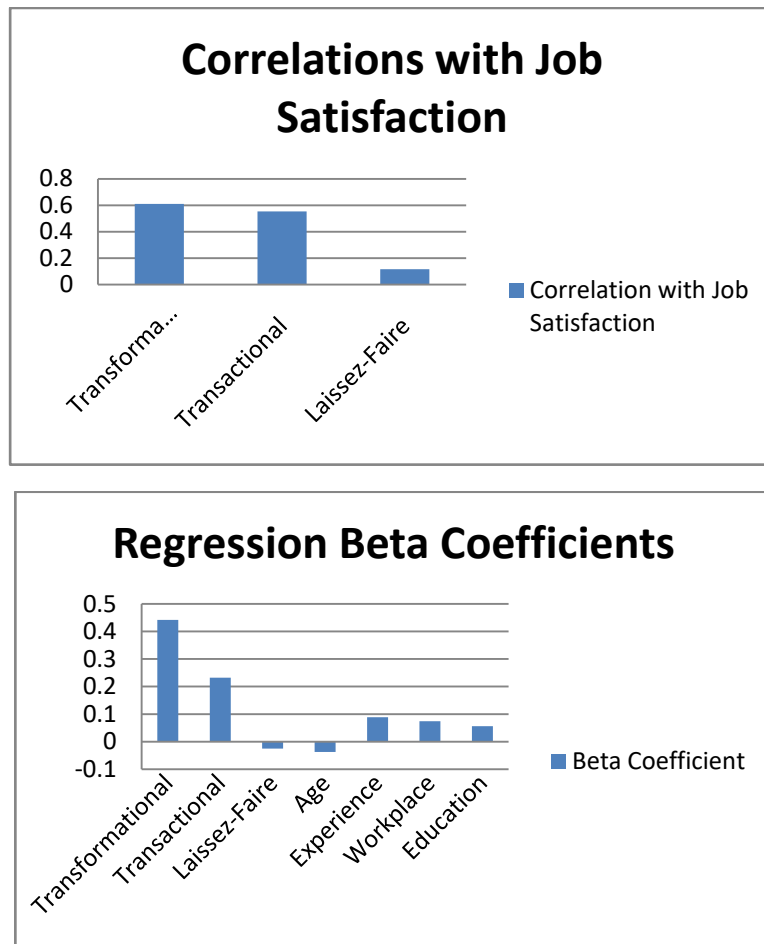 Correlations with Job
Satisfaction
0.8
0.6
0.4
0.2
0
Transforma...
Transactional
Laissez-Faire
Correlation with Job
Satisfaction
Regression Beta Coefficients
0.5
0.4
0.3
0.2
0.1
0
-0.1
Transformational
Transactional
Laissez-Faire
Age
Experience
Workplace
Education
Beta Coefficient